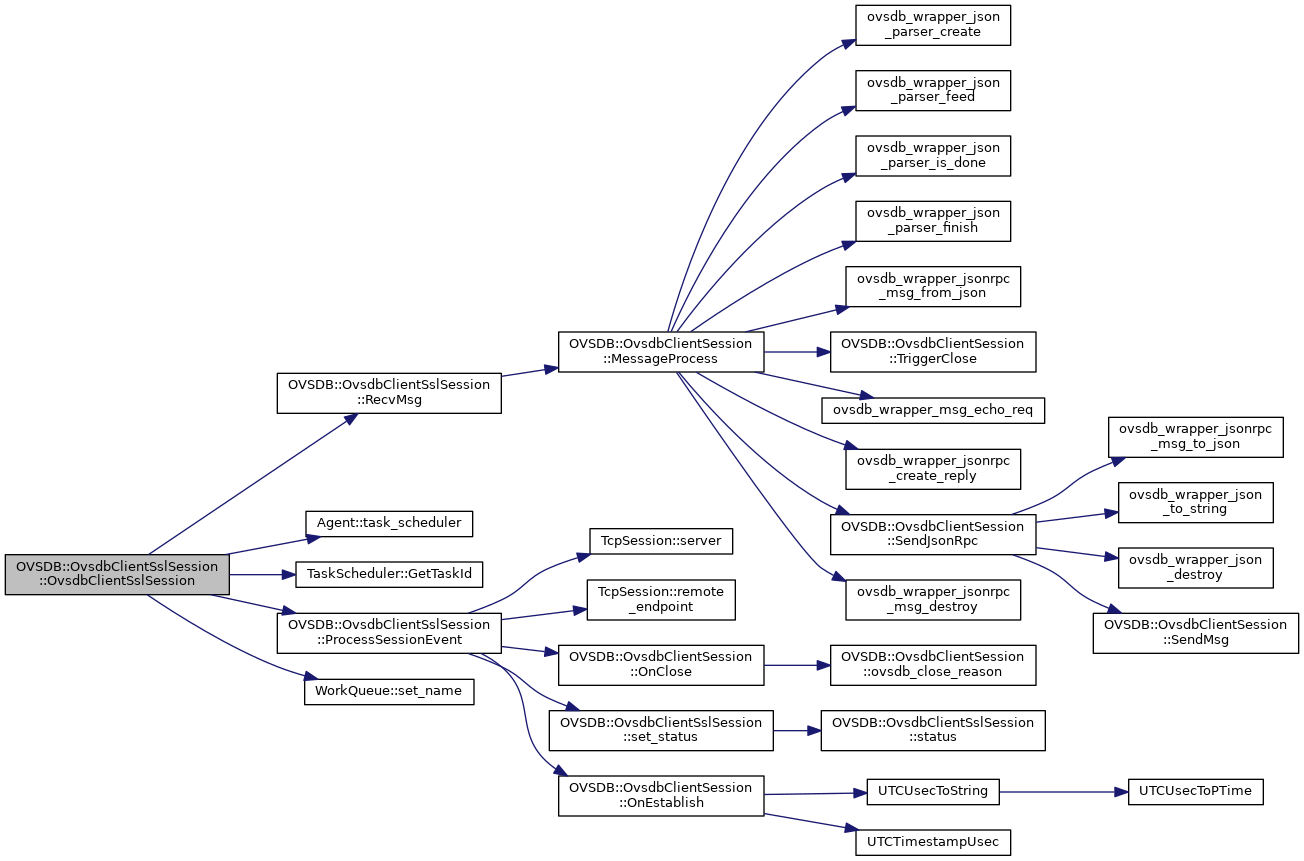 ovsdb_wrapper_json
_parser_create
ovsdb_wrapper_json
_parser_feed
ovsdb_wrapper_json
_parser_is_done
ovsdb_wrapper_json
_parser_finish
ovsdb_wrapper_jsonrpc
_msg_from_json
OVSDB::OvsdbClientSession
::MessageProcess
OVSDB::OvsdbClientSession
::TriggerClose
OVSDB::OvsdbClientSslSession
::RecvMsg
ovsdb_wrapper_msg_echo_req
ovsdb_wrapper_jsonrpc
_msg_to_json
ovsdb_wrapper_jsonrpc
_create_reply
ovsdb_wrapper_json
_to_string
Agent::task_scheduler
OVSDB::OvsdbClientSession
::SendJsonRpc
TcpSession::server
ovsdb_wrapper_json
_destroy
OVSDB::OvsdbClientSslSession
::OvsdbClientSslSession
TaskScheduler::GetTaskId
TcpSession::remote
_endpoint
ovsdb_wrapper_jsonrpc
_msg_destroy
OVSDB::OvsdbClientSslSession
::ProcessSessionEvent
OVSDB::OvsdbClientSession
::SendMsg
OVSDB::OvsdbClientSession
::OnClose
OVSDB::OvsdbClientSession
::ovsdb_close_reason
WorkQueue::set_name
OVSDB::OvsdbClientSslSession
::set_status
OVSDB::OvsdbClientSslSession
::status
OVSDB::OvsdbClientSession
::OnEstablish
UTCUsecToString
UTCUsecToPTime
UTCTimestampUsec